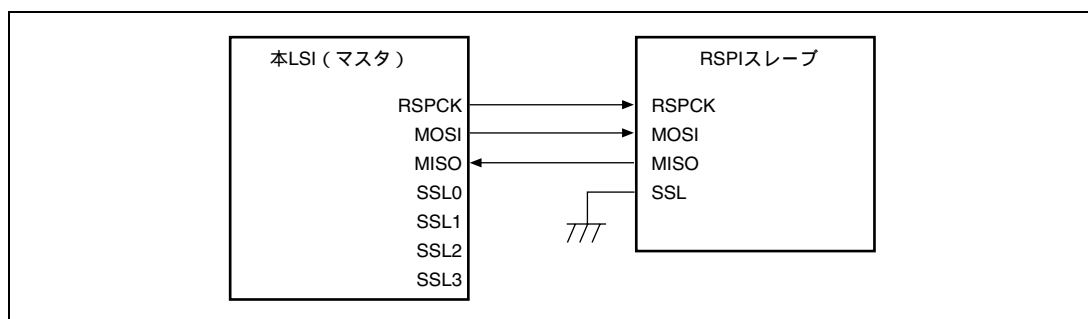 本LSI（マスタ）
RSPCK
MOSI
MISO
SSL0
SSL1
SSL2
SSL3
RSPIスレーブ
RSPCK
MOSI
MISO
SSL